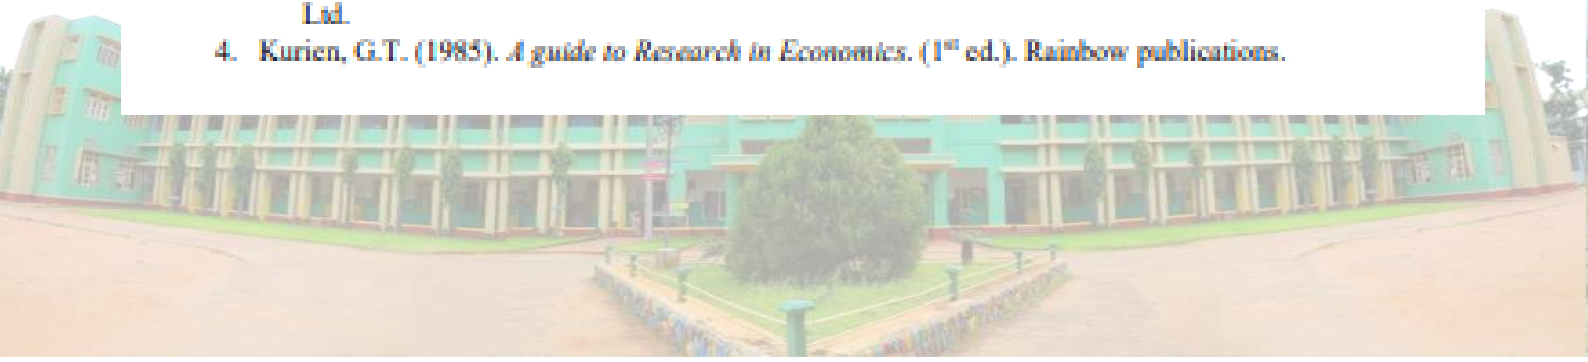 Ltd.
4. Kurien, G.T. (1985). A guide to Research in Economics. (1st ed.). Rainbow publications.